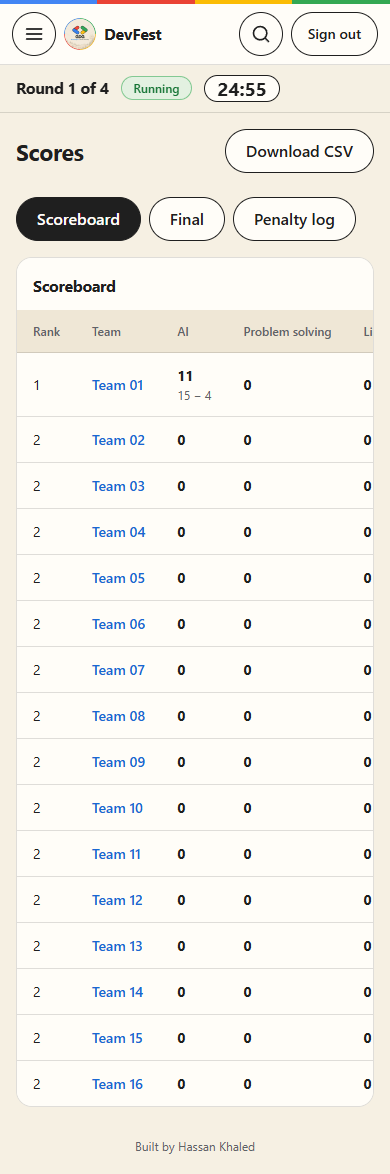 DevFest
Sign out
Round 1 of 4 Running 24:55
Scores
Download CSV
Scoreboard Final Penalty log
Scoreboard
Rank Team AI Problem solving Li
1 Team 01 11 0 0
15 – 4
2 Team 02 0 0 0
2 Team 03 0 0 0
2 Team 04 0 0 0
2 Team 05 0 0 0
2 Team 06 0 0 0
2 Team 07 0 0 0
2 Team 08 0 0 0
2 Team 09 0 0 0
2 Team 10 0 0 0
2 Team 11 0 0 0
2 Team 12 0 0 0
2 Team 13 0 0 0
2 Team 14 0 0 0
2 Team 15 0 0 0
2 Team 16 0 0 0
Built by Hassan Khaled